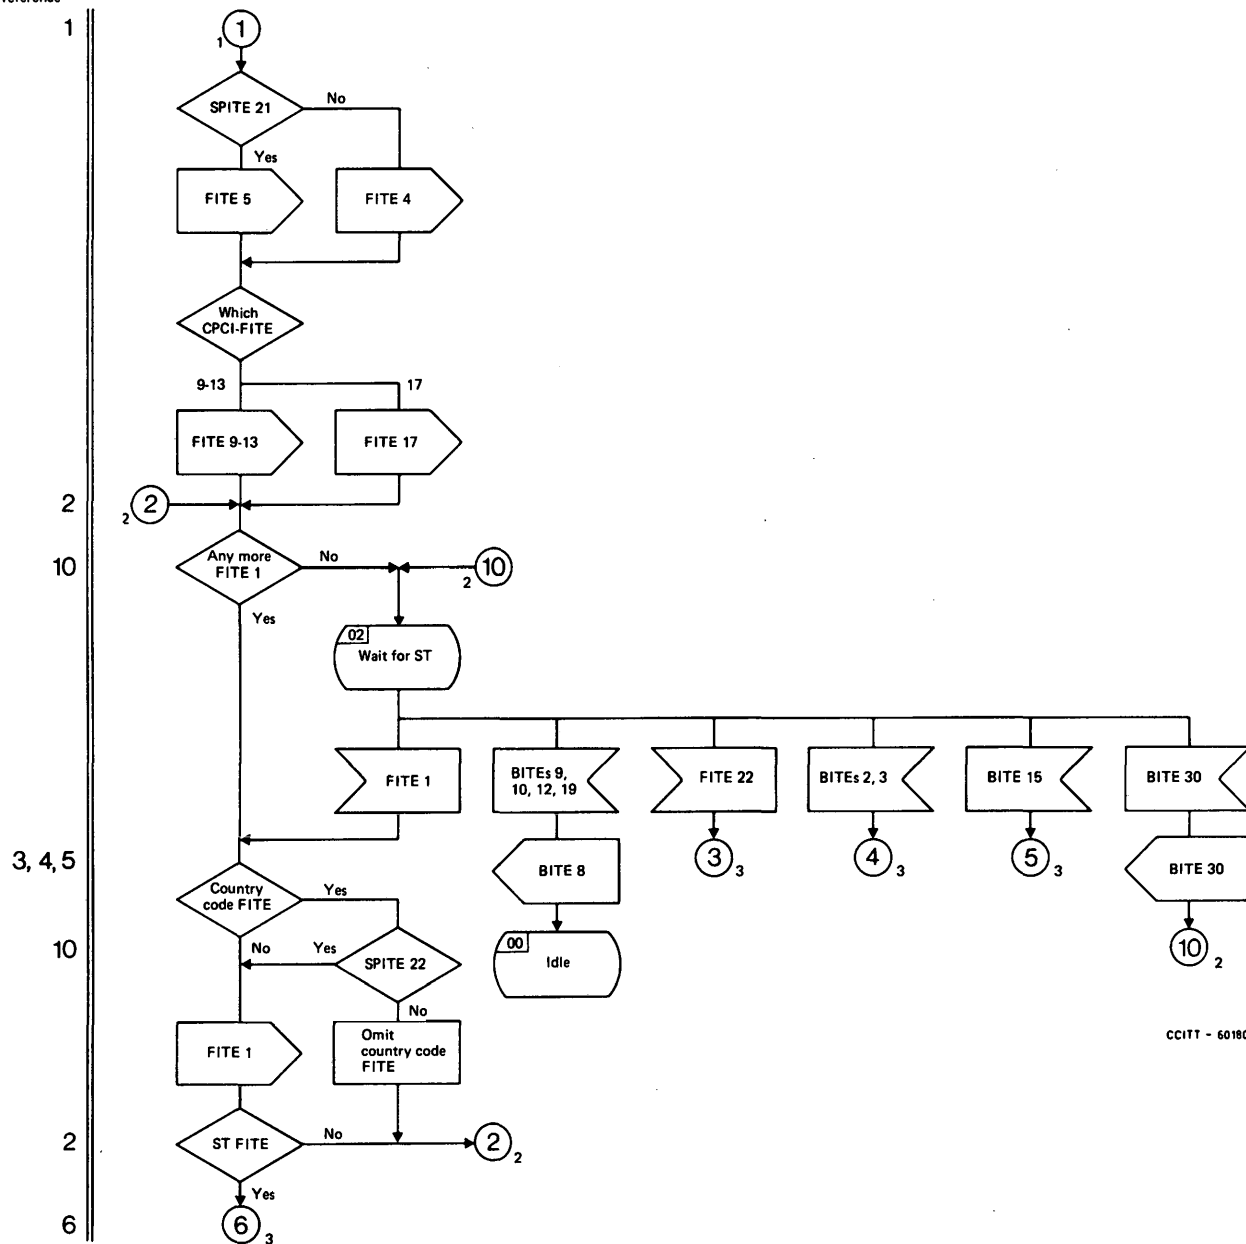 reference
1
1
1
SPITE 21
No
Yes
FITE 5
FITE 4
Which
CPCI-FITE
9-13
17
FITE 9-13
FITE 17
2
2
2
10
Any more
FITE 1
No
2
10
Yes
02
Wait for ST
FITE 1
BITEs 9,
10, 12, 19
FITE 22
BITEs 2, 3
BITE 15
BITE 30
3, 4, 5
BITE 8
3
3
4
3
5
3
BITE 30
Country
code FITE
Yes
10
No
Yes
SPITE 22
00
Idle
10
2
No
FITE 1
Omit
country code
FITE
CCITT - 60180
2
ST FITE
No
2
2
Yes
6
6
3